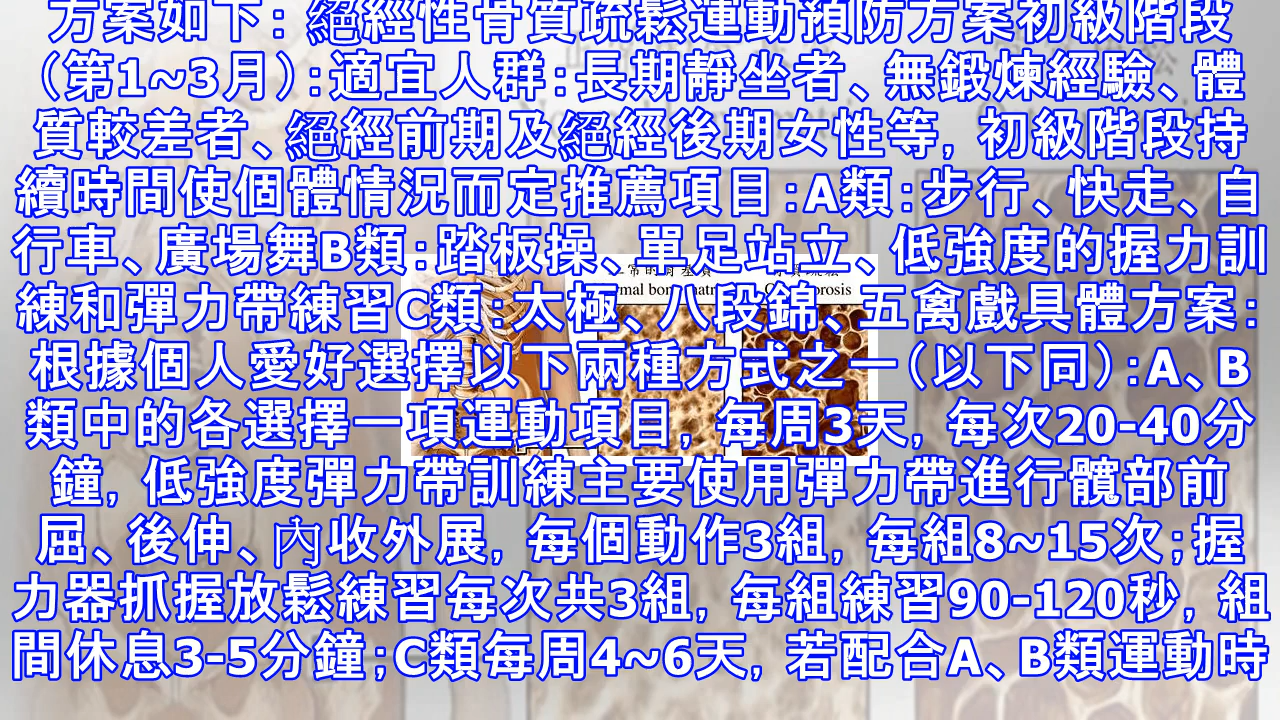 方案如下：絕經性骨質疏鬆運動預防方案初級階段
（第1~3月）：適宜人群：長期靜坐者、無鍛煉經驗、體
質較差者、絕經前期及絕經後期女性等，初級階段持
續時間使個體情況而定推薦項目：A類：步行、快走、自
行車、廣場舞B類：踏板操、單足站立、低強度的握力訓
練和彈力帶練習C類：太極、八段錦、五禽戲具體方案：
根據個人愛好選擇以下兩種方式之一（以下同）：A、B
類中的各選擇一項運動項目，每周3天，每次20-40分
鐘，低強度彈力帶訓練主要使用彈力帶進行髖部前
屈、後伸、內收外展，每個動作3組，每組8~15次；握
力器抓握放鬆練習每次共3組，每組練習90-120秒，組
間休息3-5分鐘；C類每周4~6天，若配合A、B類運動時